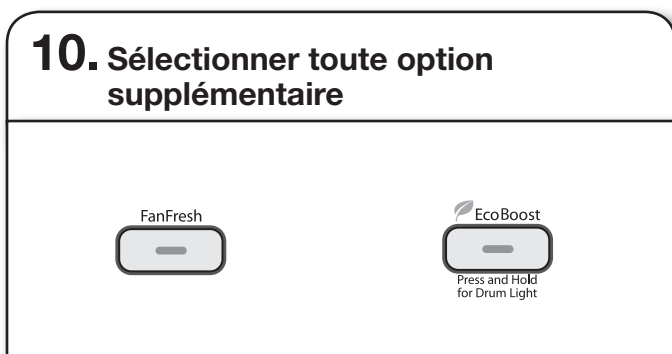 10. Sélectionner toute option
supplémentaire
FanFresh
EcoBoost
Press and Hold
for Drum Light